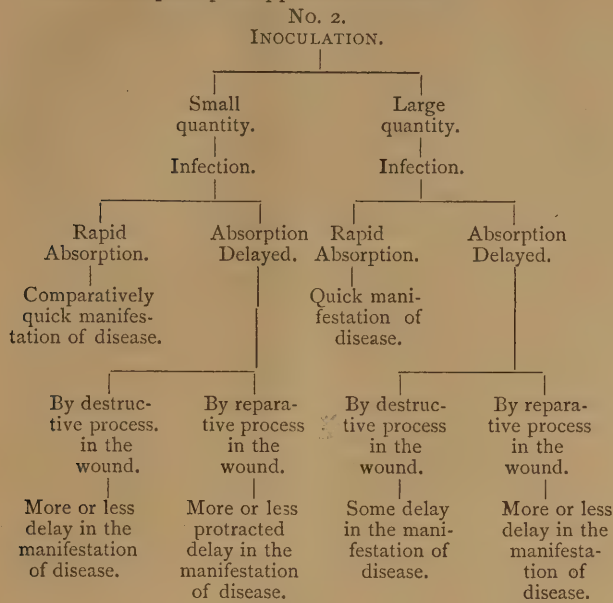 No. 2.
INOCULATION.
Small
quantity.
Large
quantity.
Infection.
Infection.
Rapid
Absorption.
Absorption
Delayed.
Rapid
Absorption.
Absorption
Delayed.
Comparatively
quick manifes-
tation of disease.
Quick mani-
festation of
disease.
By destruc-
tive process.
in the
wound.
By repara-
tive process
in the
wound.
By destruc-
tive process
in the
wound.
By repara-
tive process
in the
wound.
More or less
delay in the
manifestation
of disease.
More or less
protracted
delay in the
manifestation
of disease.
Some delay
in the mani-
festation of
disease.
More or less
delay in the
manifesta-
tion of
disease.